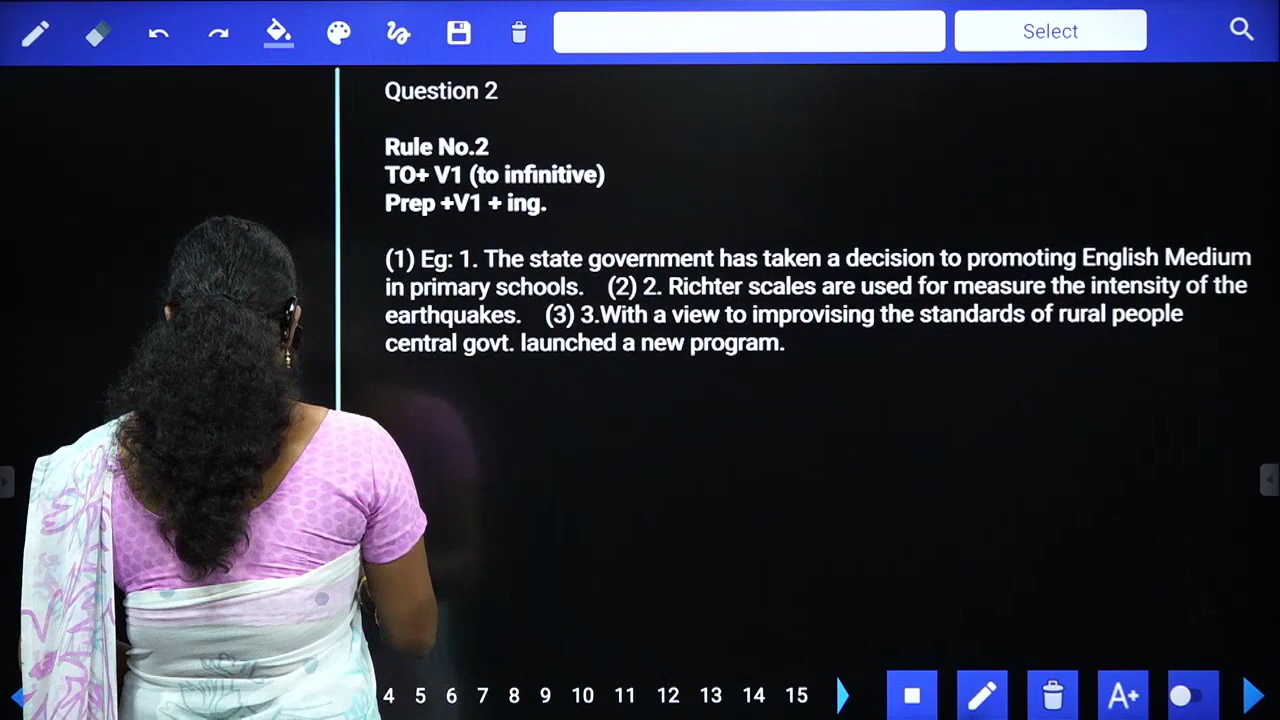 Select
Question 2
Rule No.2
TO+ V1 (to infinitive)
Prep +V1 + ing.
(1) Eg: 1. The state government has taken a decision to promoting English Medium
in primary schools. (2) 2. Richter scales are used for measure the intensity of the
earthquakes. (3) 3.With a view to improvising the standards of rural people
central govt. launched a new program.
4 5 6 7 8 9 10 11 12 13 14 15
A+